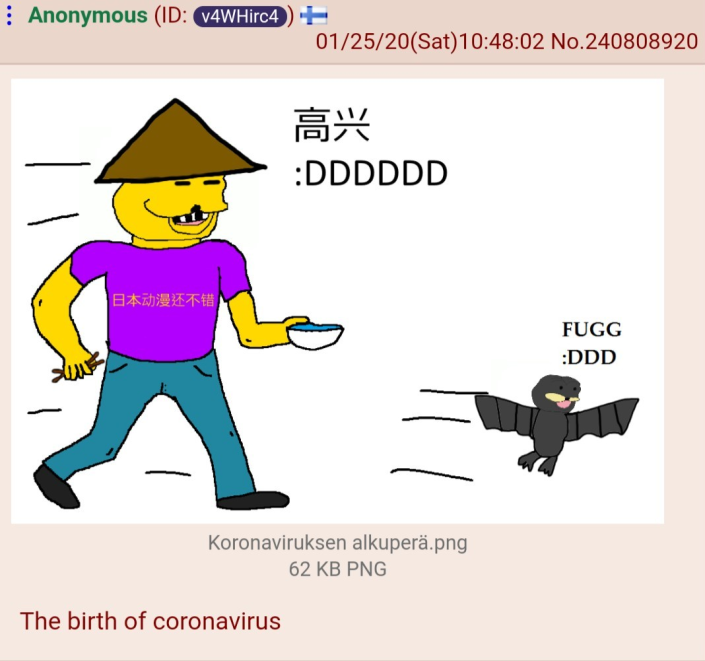 Anonymous (ID: v4WHirc4)
01/25/20(Sat)10:48:02 No.240808920
高兴
:DDDDDD
日本动漫还不错
FUGG
:DDD
Koronaviruksen alkuperä.png
62 KB PNG
The birth of coronavirus